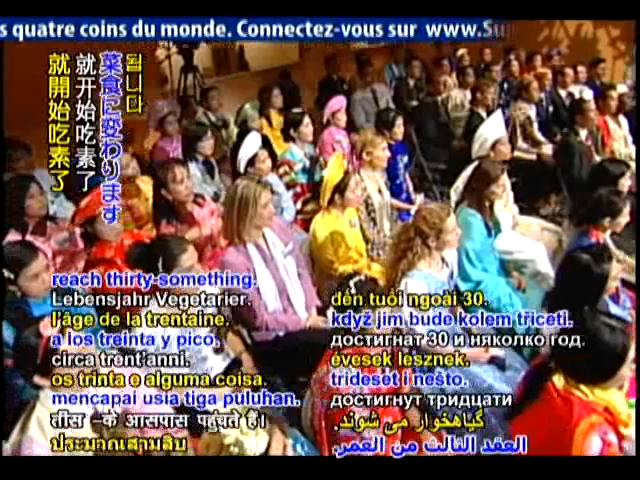 s quatre coins du monde. Connectez-vous sur www.Su
됩니다
菜食に変わります
就开始吃素了
就開始吃素了
reach thirty-something.
Lebensjahr Vegetarier.
l'âge de la trentaine.
a los treinta y pico.
circa trent'anni.
os trinta e alguma coisa.
mencapai usia tiga puluhan.
तीस –के आसपास पहुंचते हैं।
ประมาณสามสิบ
đến tuổi ngoài 30.
když jim bude kolem třiceti.
достигнат 30 и няколко год.
évesek lesznek.
trideset i nešto.
достигнут тридцати
گیاهخوار می شوند.
العقد الثالث من العمر.